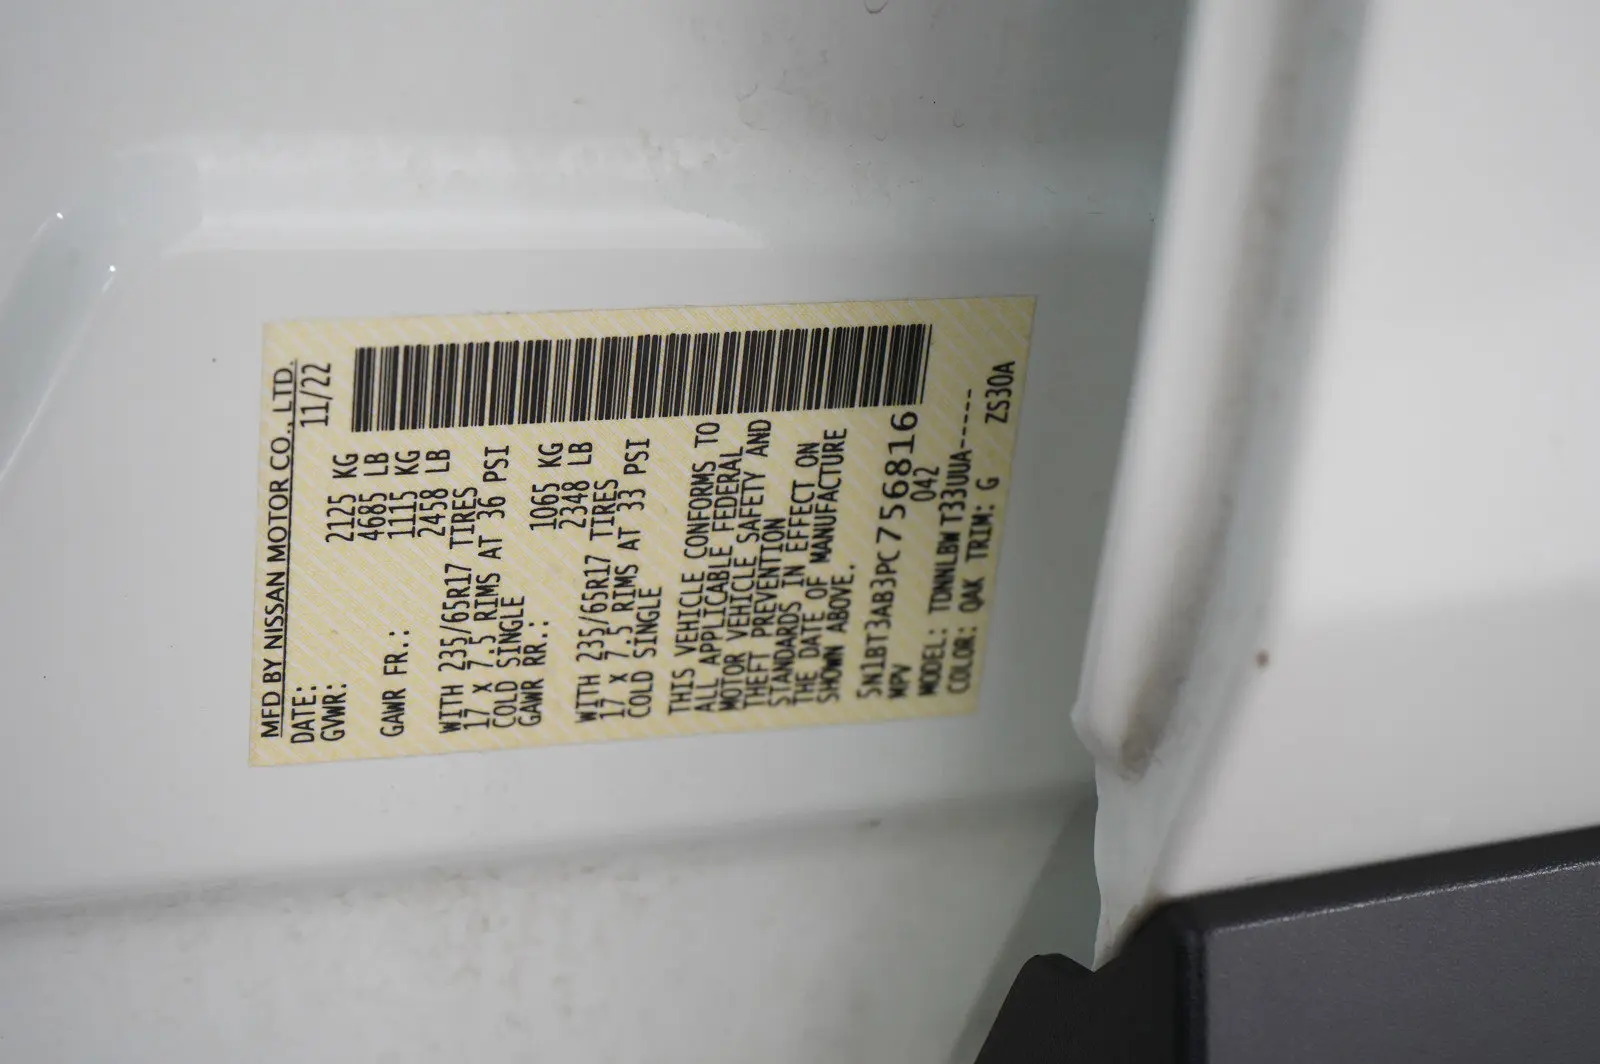 MFD BY NISSAN MOTOR CO., LTD.
DATE: 11/22
GVWR: 2125 KG
4685 LB
GAWR FR.: 1115 KG
2458 LB
WITH 235/65R17 TIRES
17 X 7.5 RIMS AT 36 PSI
COLD SINGLE
GAWR RR.: 1065 KG
2348 LB
WITH 235/65R17 TIRES
17 X 7.5 RIMS AT 33 PSI
COLD SINGLE
THIS VEHICLE CONFORMS TO
ALL APPLICABLE FEDERAL
MOTOR VEHICLE SAFETY AND
THEFT PREVENTION
STANDARDS IN EFFECT ON
THE DATE OF MANUFACTURE
SHOWN ABOVE.
5N1BT3AB3PC756816
MPV 042
MODEL: TDNNLBW T33UUA-----
COLOR: QAK TRIM: G ZS30A